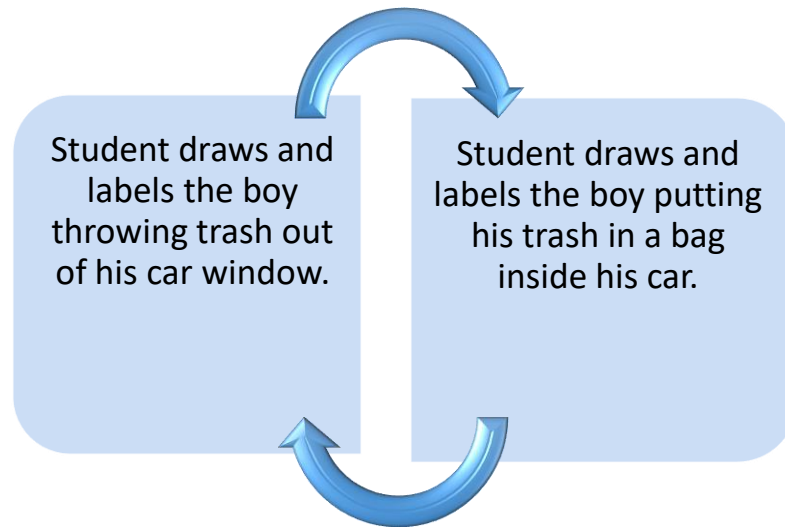 Student draws and
labels the boy
throwing trash out
of his car window.
Student draws and
labels the boy putting
his trash in a bag
inside his car.